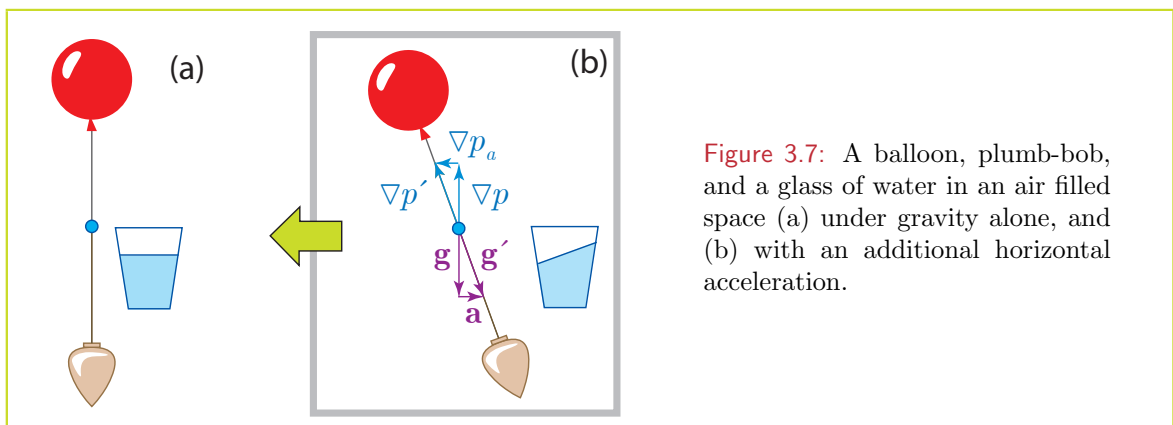 (a)
(b)
∇pₐ
∇p´
∇p
g
g´
a
Figure 3.7: A balloon, plumb-bob,
and a glass of water in an air filled
space (a) under gravity alone, and
(b) with an additional horizontal
acceleration.